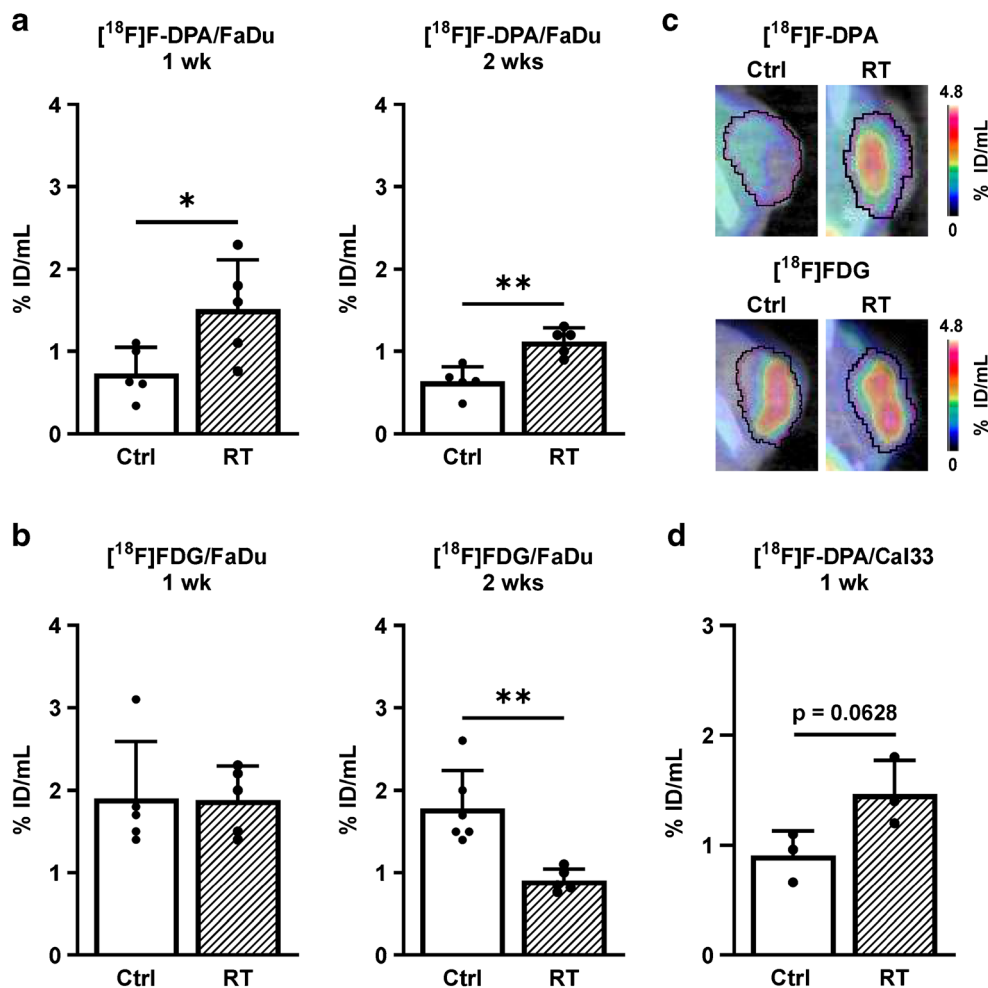 a
[¹⁸F]F-DPA/FaDu
1 wk
% ID/mL
4
3
2
1
0
*
Ctrl
RT
[¹⁸F]F-DPA/FaDu
2 wks
% ID/mL
4
3
2
1
0
**
Ctrl
RT
c
[¹⁸F]F-DPA
Ctrl
RT
4.8
% ID/mL
0
[¹⁸F]FDG
Ctrl
RT
4.8
% ID/mL
0
b
[¹⁸F]FDG/FaDu
1 wk
% ID/mL
4
3
2
1
0
Ctrl
RT
[¹⁸F]FDG/FaDu
2 wks
% ID/mL
4
3
2
1
0
**
Ctrl
RT
d
[¹⁸F]F-DPA/Cal33
1 wk
% ID/mL
3
2
1
0
p = 0.0628
Ctrl
RT